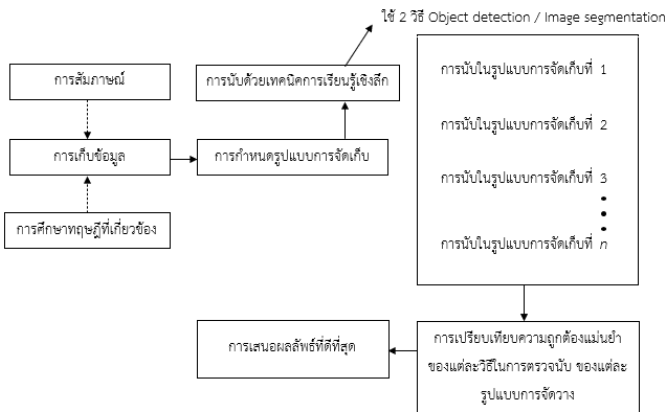 ใช้ 2 วิธี Object detection / Image segmentation
การสัมภาษณ์
การนับด้วยเทคนิคการเรียนรู้เชิงลึก
การเก็บข้อมูล
การกำหนดรูปแบบการจัดเก็บ
การศึกษาทฤษฎีที่เกี่ยวข้อง
การนับในรูปแบบการจัดเก็บที่ 1
การนับในรูปแบบการจัดเก็บที่ 2
การนับในรูปแบบการจัดเก็บที่ 3
การนับในรูปแบบการจัดเก็บที่ n
การเปรียบเทียบความถูกต้องแม่นยำ
ของแต่ละวิธีในการตรวจนับ ของแต่ละ
รูปแบบการจัดวาง
การเสนอผลลัพธ์ที่ดีที่สุด